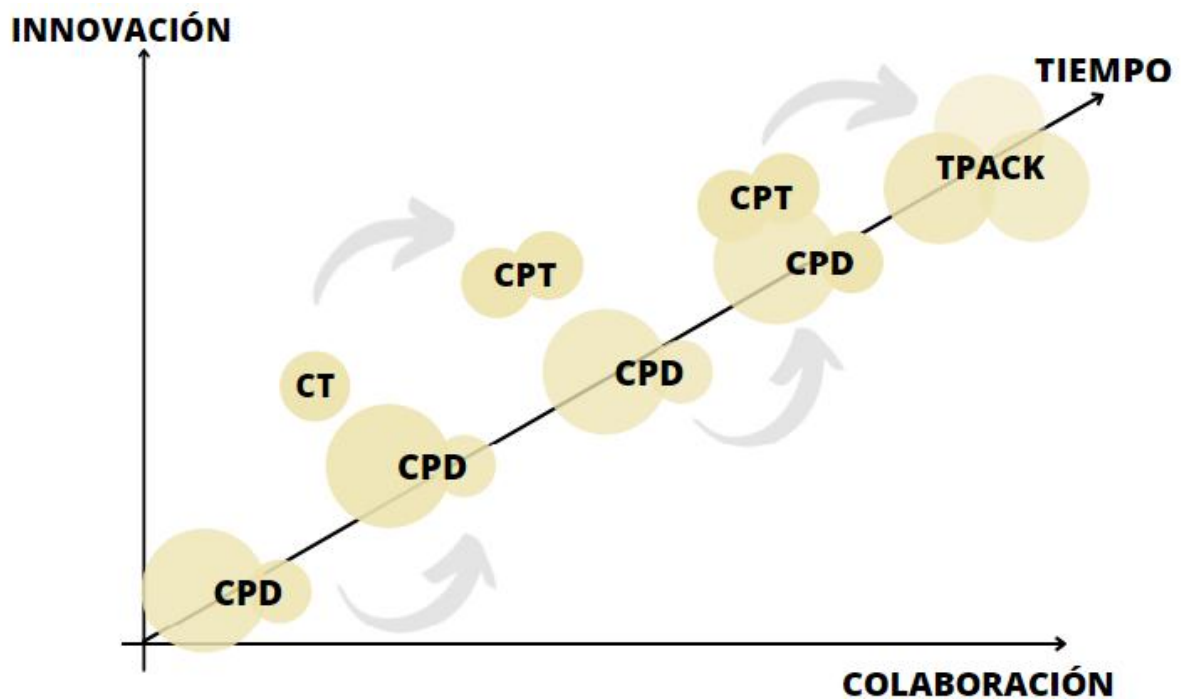 INNOVACIÓN
TIEMPO
TPACK
CPT
CPD
CPT
CPD
CT
CPD
CPD
COLABORACIÓN